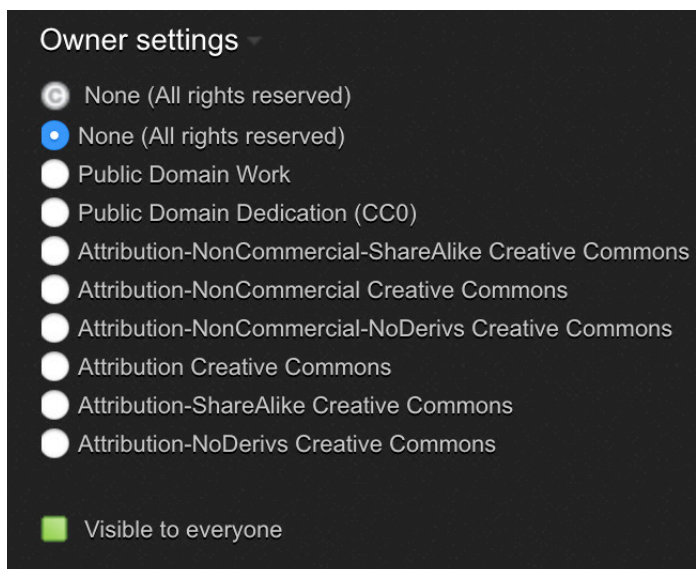 Owner settings
None (All rights reserved)
None (All rights reserved)
Public Domain Work
Public Domain Dedication (CC0)
Attribution-NonCommercial-ShareAlike Creative Commons
Attribution-NonCommercial Creative Commons
Attribution-NonCommercial-NoDerivs Creative Commons
Attribution Creative Commons
Attribution-ShareAlike Creative Commons
Attribution-NoDerivs Creative Commons
Visible to everyone